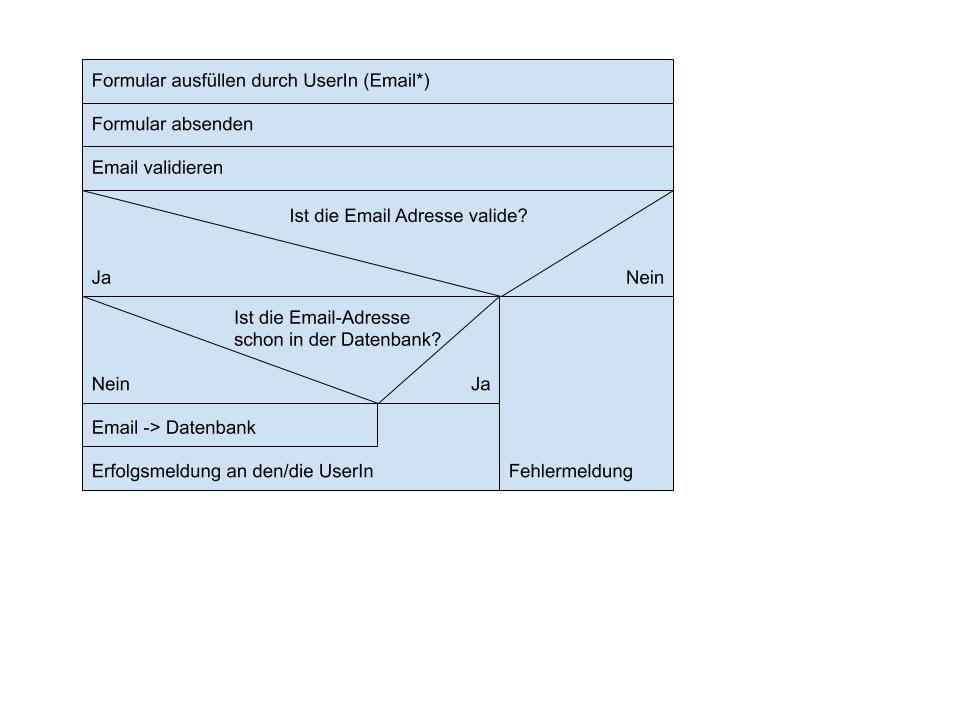 Formular ausfüllen durch UserIn (Email*)
Formular absenden
Email validieren
Ist die Email Adresse valide?
Ja
Nein
Ist die Email-Adresse
schon in der Datenbank?
Nein
Ja
Email -> Datenbank
Erfolgsmeldung an den/die UserIn
Fehlermeldung